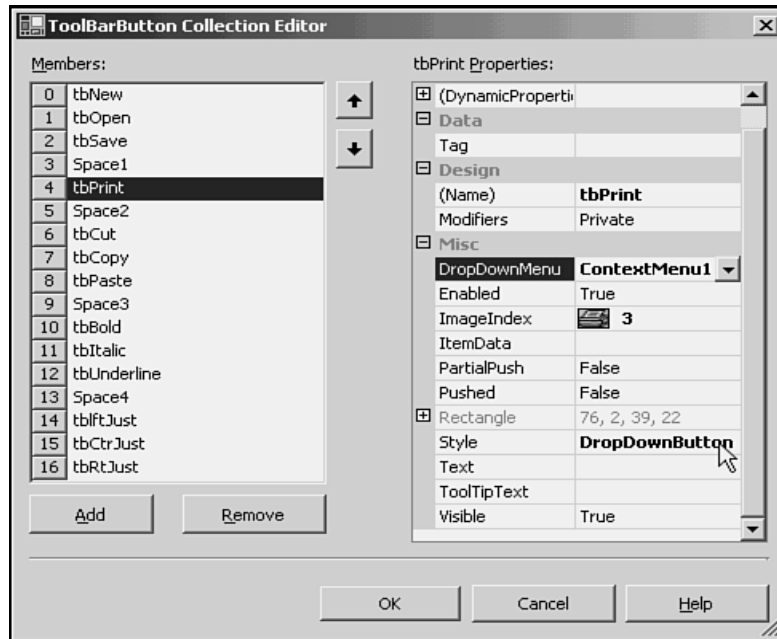 ToolBarButton Collection Editor
Members:
0 tbNew
1 tbOpen
2 tbSave
3 Space1
4 tbPrint
5 Space2
6 tbCut
7 tbCopy
8 tbPaste
9 Space3
10 tbBold
11 tbItalic
12 tbUnderline
13 Space4
14 tblftJust
15 tbCtrJust
16 tbRtJust
Add Remove
tbPrint Properties:
(DynamicProperti
Data
Tag
Design
(Name) tbPrint
Modifiers Private
Misc
DropDownMenu ContextMenu1
Enabled True
ImageIndex 3
ItemData
PartialPush False
Pushed False
Rectangle 76, 2, 39, 22
Style DropDownButton
Text
ToolTipText
Visible True
OK Cancel Help